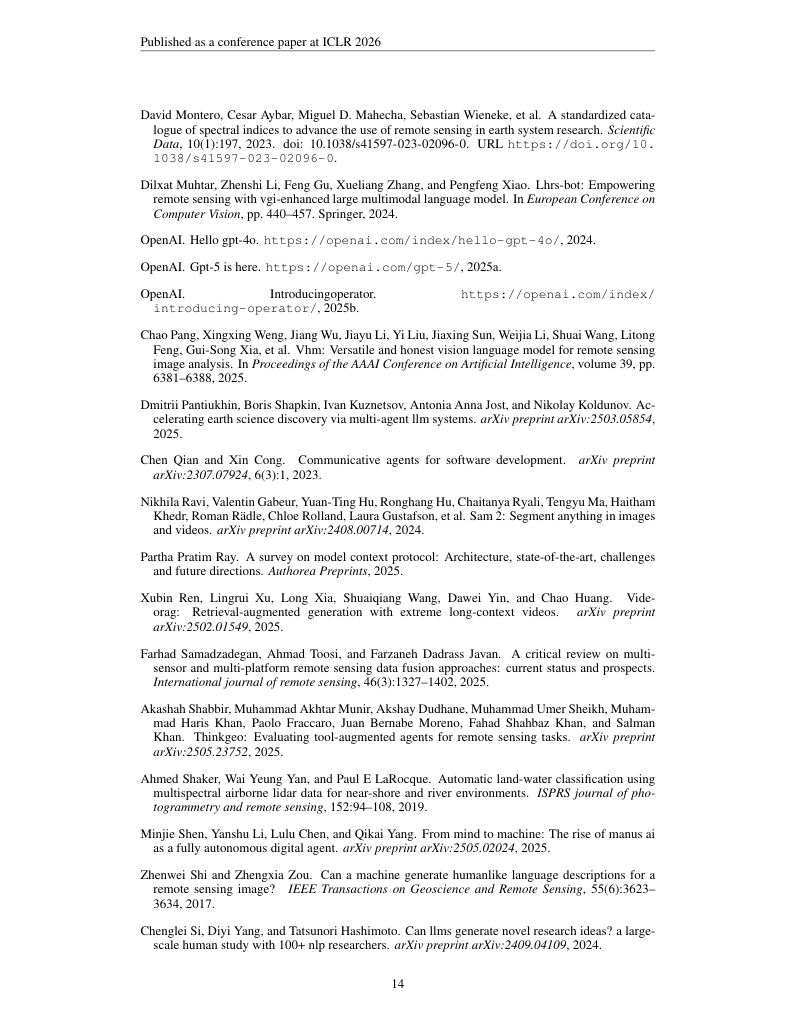 Published as a conference paper at ICLR 2026
David Montero, Cesar Aybar, Miguel D. Mahecha, Sebastian Wieneke, et al. A standardized cata-
logue of spectral indices to advance the use of remote sensing in earth system research. Scientific
Data, 10(1):197, 2023. doi: 10.1038/s41597-023-02096-0. URL https://doi.org/10.
1038/s41597-023-02096-0.
Dilxat Muhtar, Zhenshi Li, Feng Gu, Xueliang Zhang, and Pengfeng Xiao. Lhrs-bot: Empowering
remote sensing with vgi-enhanced large multimodal language model. In European Conference on
Computer Vision, pp. 440–457. Springer, 2024.
OpenAI. Hello gpt-4o. https://openai.com/index/hello-gpt-4o/, 2024.
OpenAI. Gpt-5 is here. https://openai.com/gpt-5/, 2025a.
OpenAI. Introducingoperator. https://openai.com/index/
introducing-operator/, 2025b.
Chao Pang, Xingxing Weng, Jiang Wu, Jiayu Li, Yi Liu, Jiaxing Sun, Weijia Li, Shuai Wang, Litong
Feng, Gui-Song Xia, et al. Vhm: Versatile and honest vision language model for remote sensing
image analysis. In Proceedings of the AAAI Conference on Artificial Intelligence, volume 39, pp.
6381–6388, 2025.
Dmitrii Pantiukhin, Boris Shapkin, Ivan Kuznetsov, Antonia Anna Jost, and Nikolay Koldunov. Ac-
celerating earth science discovery via multi-agent llm systems. arXiv preprint arXiv:2503.05854,
2025.
Chen Qian and Xin Cong. Communicative agents for software development. arXiv preprint
arXiv:2307.07924, 6(3):1, 2023.
Nikhila Ravi, Valentin Gabeur, Yuan-Ting Hu, Ronghang Hu, Chaitanya Ryali, Tengyu Ma, Haitham
Khedr, Roman Rädle, Chloe Rolland, Laura Gustafson, et al. Sam 2: Segment anything in images
and videos. arXiv preprint arXiv:2408.00714, 2024.
Partha Pratim Ray. A survey on model context protocol: Architecture, state-of-the-art, challenges
and future directions. Authorea Preprints, 2025.
Xubin Ren, Lingrui Xu, Long Xia, Shuaiqiang Wang, Dawei Yin, and Chao Huang. Vide-
orag: Retrieval-augmented generation with extreme long-context videos. arXiv preprint
arXiv:2502.01549, 2025.
Farhad Samadzadegan, Ahmad Toosi, and Farzaneh Dadrass Javan. A critical review on multi-
sensor and multi-platform remote sensing data fusion approaches: current status and prospects.
International journal of remote sensing, 46(3):1327–1402, 2025.
Akashah Shabbir, Muhammad Akhtar Munir, Akshay Dudhane, Muhammad Umer Sheikh, Muham-
mad Haris Khan, Paolo Fraccaro, Juan Bernabe Moreno, Fahad Shahbaz Khan, and Salman
Khan. Thinkgeo: Evaluating tool-augmented agents for remote sensing tasks. arXiv preprint
arXiv:2505.23752, 2025.
Ahmed Shaker, Wai Yeung Yan, and Paul E LaRocque. Automatic land-water classification using
multispectral airborne lidar data for near-shore and river environments. ISPRS journal of pho-
togrammetry and remote sensing, 152:94–108, 2019.
Minjie Shen, Yanshu Li, Lulu Chen, and Qikai Yang. From mind to machine: The rise of manus ai
as a fully autonomous digital agent. arXiv preprint arXiv:2505.02024, 2025.
Zhenwei Shi and Zhengxia Zou. Can a machine generate humanlike language descriptions for a
remote sensing image? IEEE Transactions on Geoscience and Remote Sensing, 55(6):3623–
3634, 2017.
Chenglei Si, Diyi Yang, and Tatsunori Hashimoto. Can llms generate novel research ideas? a large-
scale human study with 100+ nlp researchers. arXiv preprint arXiv:2409.04109, 2024.
14